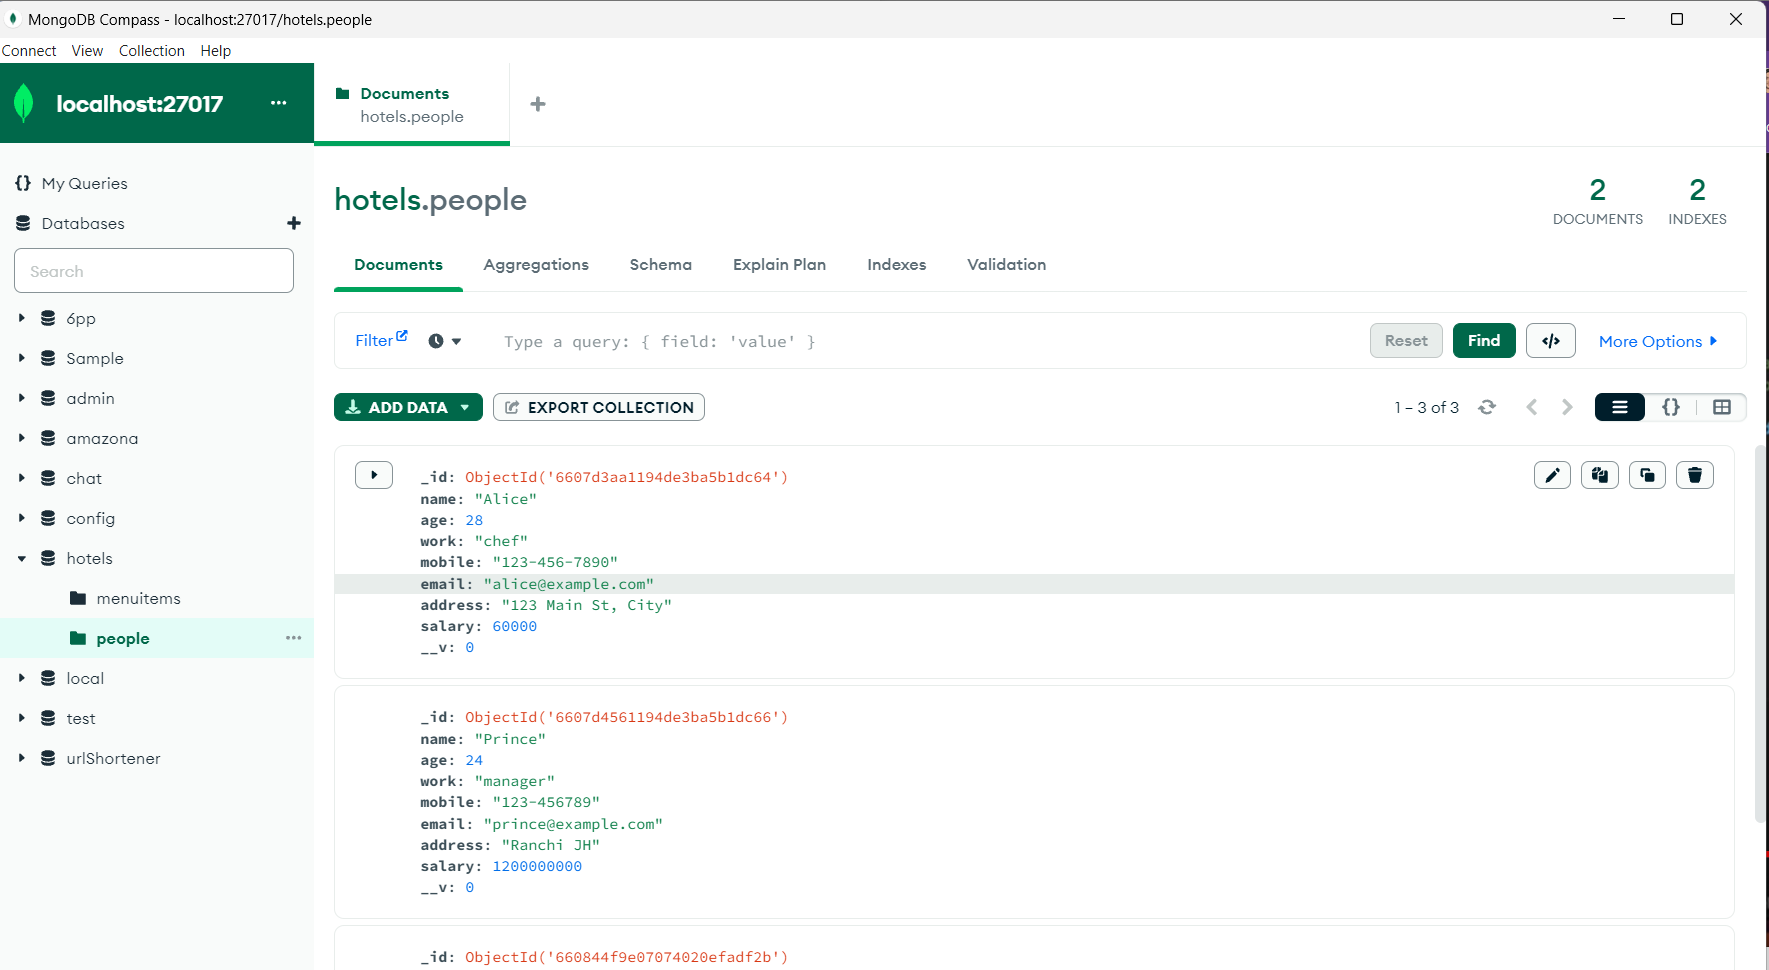 MongoDB Compass - localhost:27017/hotels.people
Connect View Collection Help
localhost:27017 ...
Documents
hotels.people
My Queries
Databases
Search
6pp
Sample
admin
amazona
chat
config
hotels
menuitems
people ...
local
test
urlShortener
hotels.people
2 DOCUMENTS
2 INDEXES
Documents Aggregations Schema Explain Plan Indexes Validation
Filter Type a query: { field: 'value' } Reset Find </> More Options
ADD DATA EXPORT COLLECTION 1 – 3 of 3 {}
_id: ObjectId('6607d3aa1194de3ba5b1dc64')
name: "Alice"
age: 28
work: "chef"
mobile: "123-456-7890"
email: "alice@example.com"
address: "123 Main St, City"
salary: 60000
__v: 0
_id: ObjectId('6607d4561194de3ba5b1dc66')
name: "Prince"
age: 24
work: "manager"
mobile: "123-456789"
email: "prince@example.com"
address: "Ranchi JH"
salary: 1200000000
__v: 0
_id: ObjectId('660844f9e07074020efadf2b')